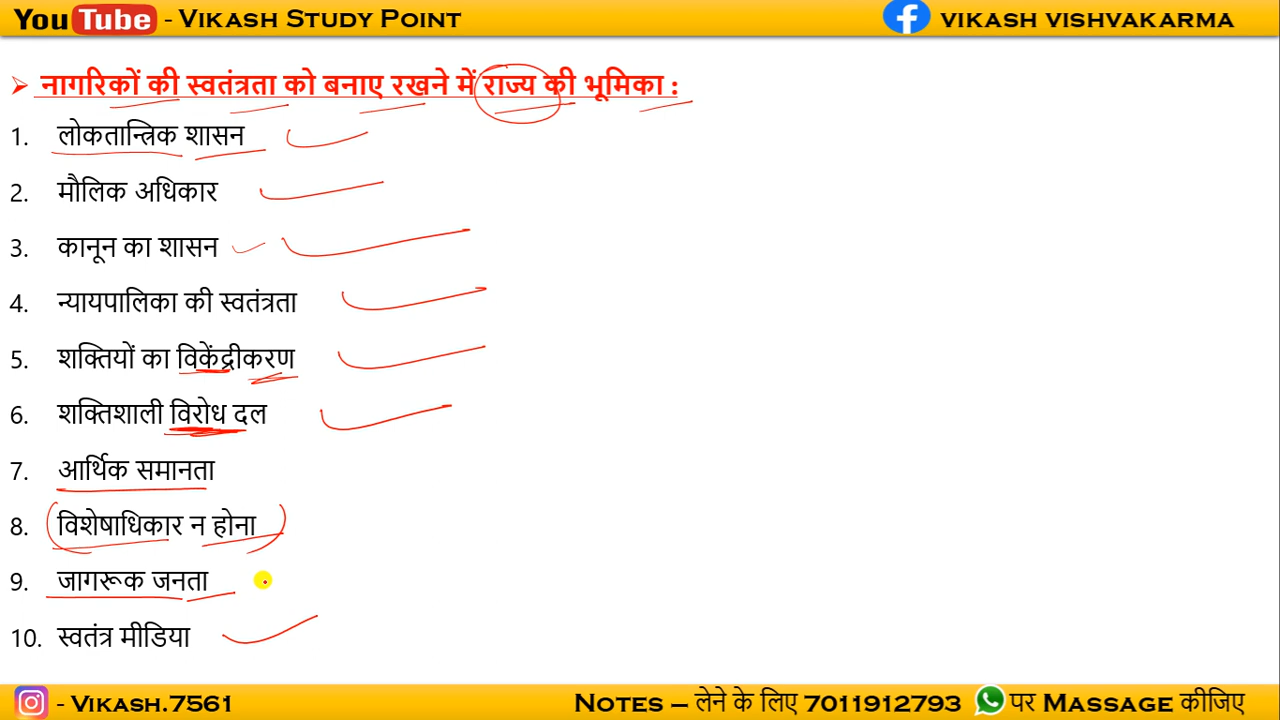 YouTube - Vikash Study Point
vikash vishvakarma
➢ नागरिकों की स्वतंत्रता को बनाए रखने में राज्य की भूमिका :
1. लोकतान्त्रिक शासन
2. मौलिक अधिकार
3. कानून का शासन
4. न्यायपालिका की स्वतंत्रता
5. शक्तियों का विकेंद्रीकरण
6. शक्तिशाली विरोध दल
7. आर्थिक समानता
8. विशेषाधिकार न होना
9. जागरूक जनता
10. स्वतंत्र मीडिया
- Vikash.7561
Notes – लेने के लिए 7011912793 पर Massage कीजिए